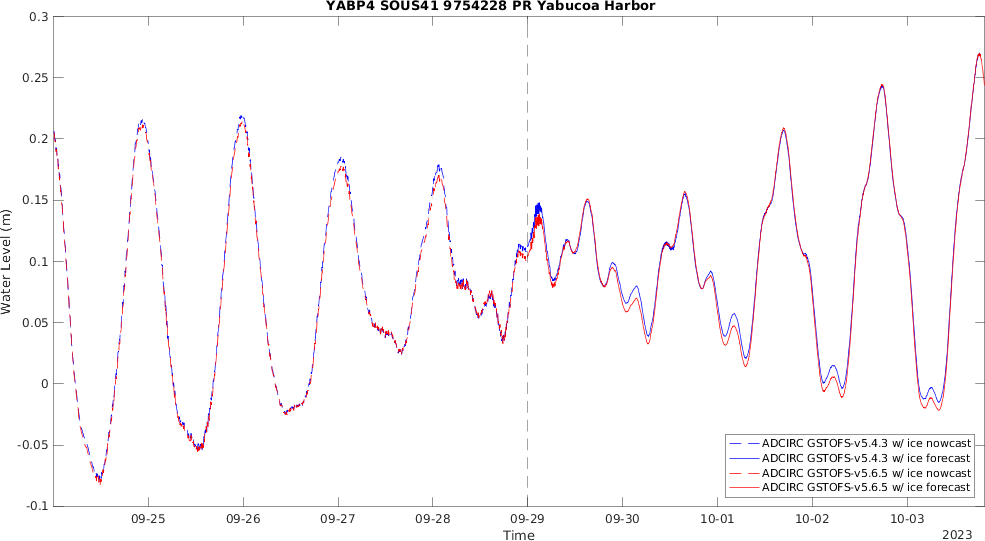 YABP4 SOUS41 9754228 PR Yabucoa Harbor
0.3
0.25
0.2
0.15
0.1
0.05
0
-0.05
-0.1
Water Level (m)
ADCIRC GSTOFS-v5.4.3 w/ ice nowcast
ADCIRC GSTOFS-v5.4.3 w/ ice forecast
ADCIRC GSTOFS-v5.6.5 w/ ice nowcast
ADCIRC GSTOFS-v5.6.5 w/ ice forecast
09-25 09-26 09-27 09-28 09-29 09-30 10-01 10-02 10-03
Time
2023